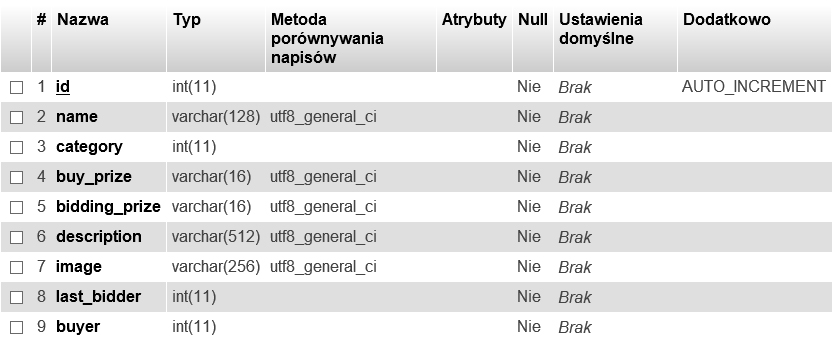 # Nazwa Typ Metoda porównywania napisów Atrybuty Null Ustawienia domyślne Dodatkowo
1 id int(11) Nie Brak AUTO_INCREMENT
2 name varchar(128) utf8_general_ci Nie Brak
3 category int(11) Nie Brak
4 buy_prize varchar(16) utf8_general_ci Nie Brak
5 bidding_prize varchar(16) utf8_general_ci Nie Brak
6 description varchar(512) utf8_general_ci Nie Brak
7 image varchar(256) utf8_general_ci Nie Brak
8 last_bidder int(11) Nie Brak
9 buyer int(11) Nie Brak